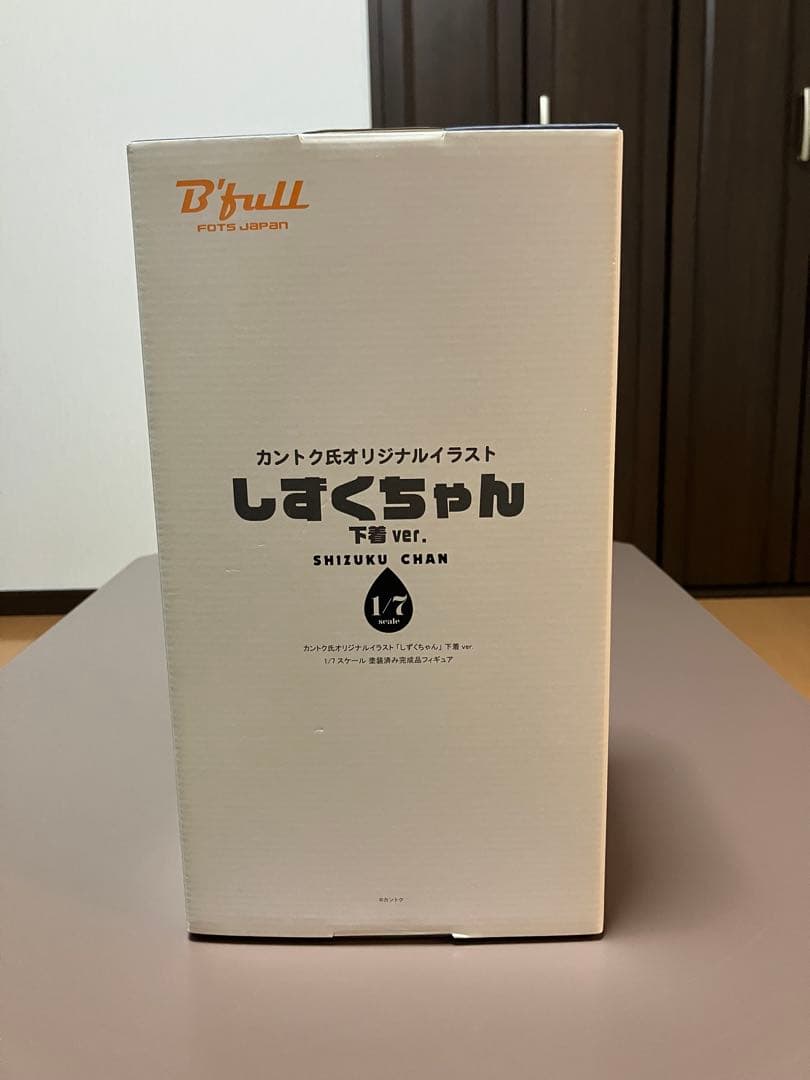 B'full
FOTS JAPAN
カントク氏オリジナルイラスト
しずくちゃん
下着 ver.
SHIZUKU CHAN
1/7
scale
カントク氏オリジナルイラスト「しずくちゃん」下着 ver.
1/7 スケール 塗装済み完成品フィギュア
©カントク